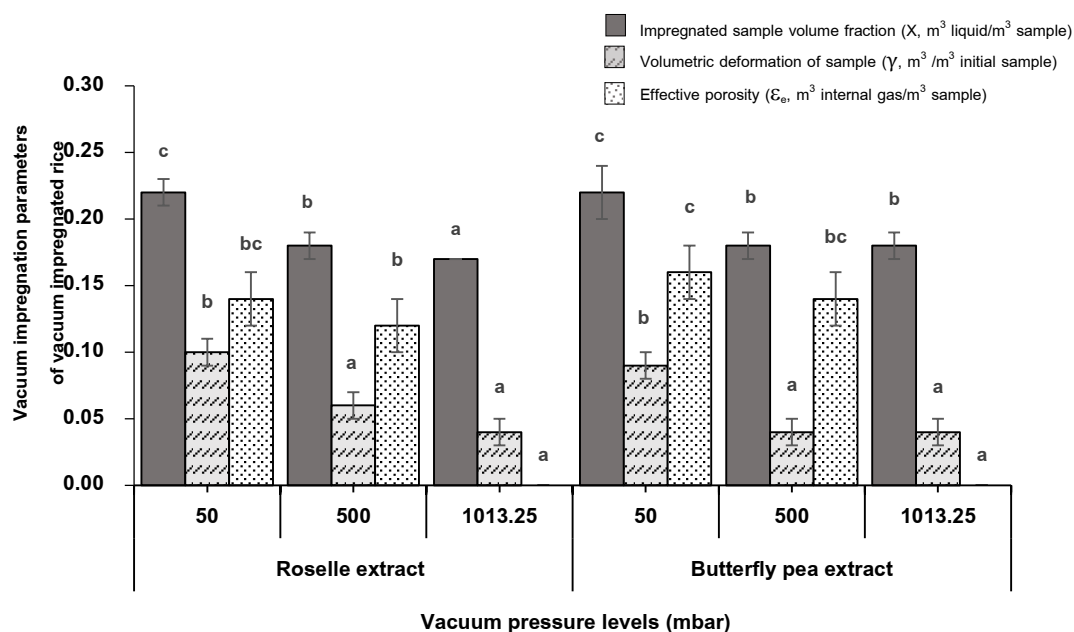 Impregnated sample volume fraction (X, m³ liquid/m³ sample)
Volumetric deformation of sample (γ, m³ /m³ initial sample)
Effective porosity (εₑ, m³ internal gas/m³ sample)
Vacuum impregnation parameters
of vacuum impregnated rice
0.30
0.25
0.20
0.15
0.10
0.05
0.00
c
b
bc
b
a
b
a
a
a
c
b
c
b
a
bc
b
a
a
50
500
1013.25
50
500
1013.25
Roselle extract
Butterfly pea extract
Vacuum pressure levels (mbar)